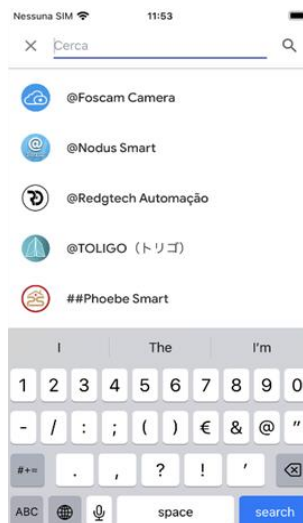 Nessuna SIM 11:53
Cerca
@Foscam Camera
@Nodus Smart
@Redgtech Automação
@TOLIGO（トリゴ）
##Phoebe Smart
I The I'm
1 2 3 4 5 6 7 8 9 0
- / : ; ( ) € & @ "
#+= . , ? ! '
ABC space search